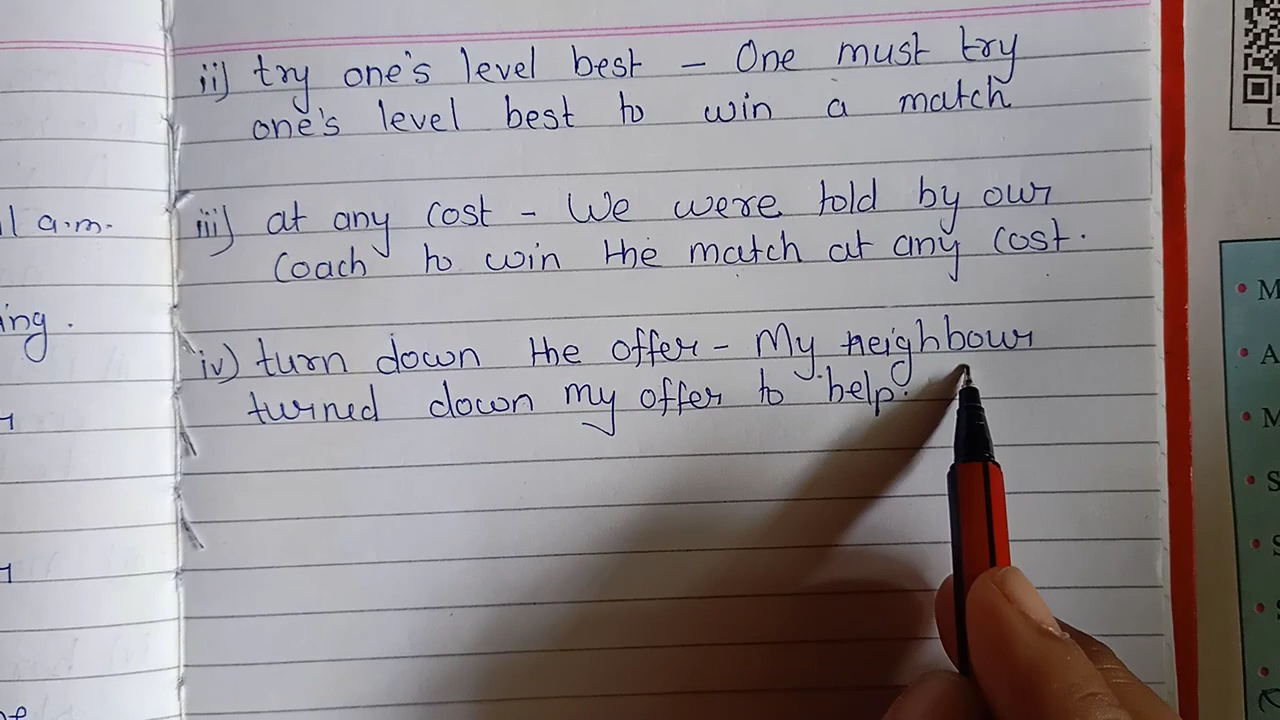 ii) try one's level best - One must try
one's level best to win a match
iii) at any cost - We were told by our
Coach to win the match at any cost.
iv) turn down the offer - My neighbour
turned down my offer to help.
a.m.
ing.
M
A
M
S
S